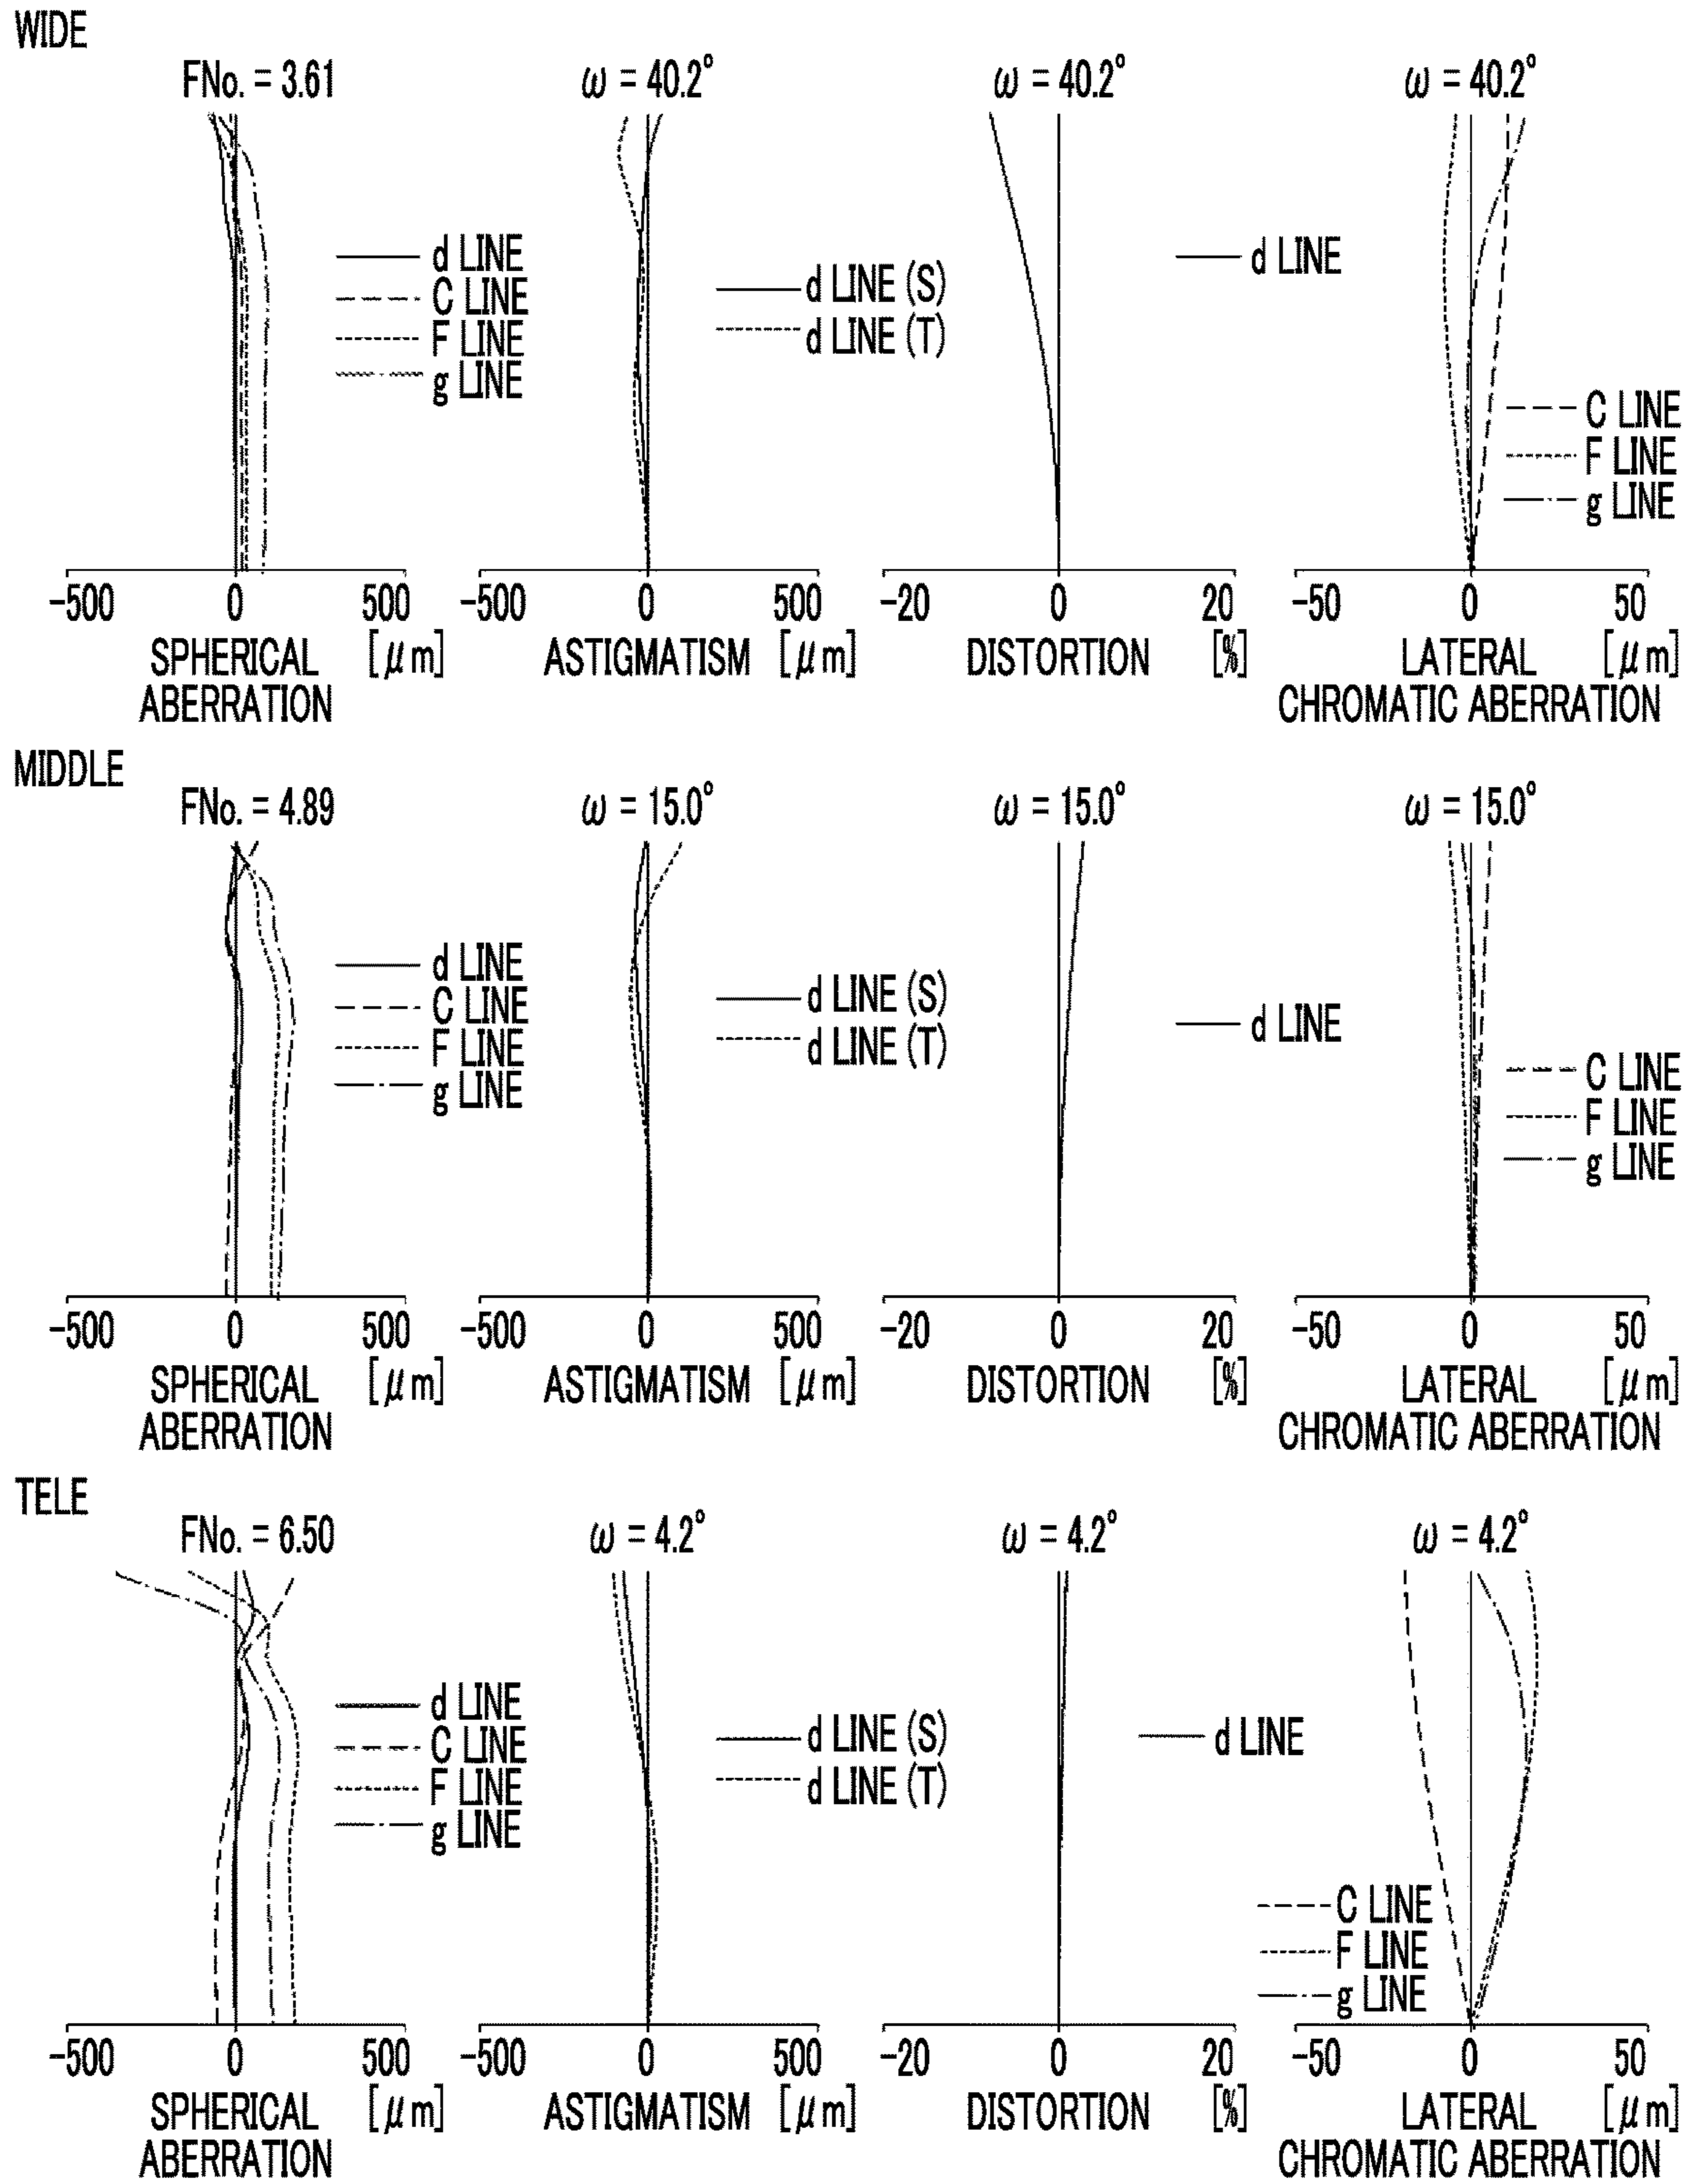 WIDE
FNo. = 3.61
ω = 40.2°
ω = 40.2°
ω = 40.2°
d LINE
C LINE
F LINE
g LINE
d LINE (S)
d LINE (T)
d LINE
C LINE
F LINE
g LINE
-500 0 500
-500 0 500
-20 0 20
-50 0 50
SPHERICAL [μm]
ABERRATION
ASTIGMATISM [μm]
DISTORTION [%]
LATERAL [μm]
CHROMATIC ABERRATION
MIDDLE
FNo. = 4.89
ω = 15.0°
ω = 15.0°
ω = 15.0°
d LINE
C LINE
F LINE
g LINE
d LINE (S)
d LINE (T)
d LINE
C LINE
F LINE
g LINE
-500 0 500
-500 0 500
-20 0 20
-50 0 50
SPHERICAL [μm]
ABERRATION
ASTIGMATISM [μm]
DISTORTION [%]
LATERAL [μm]
CHROMATIC ABERRATION
TELE
FNo. = 6.50
ω = 4.2°
ω = 4.2°
ω = 4.2°
d LINE
C LINE
F LINE
g LINE
d LINE (S)
d LINE (T)
d LINE
C LINE
F LINE
g LINE
-500 0 500
-500 0 500
-20 0 20
-50 0 50
SPHERICAL [μm]
ABERRATION
ASTIGMATISM [μm]
DISTORTION [%]
LATERAL [μm]
CHROMATIC ABERRATION